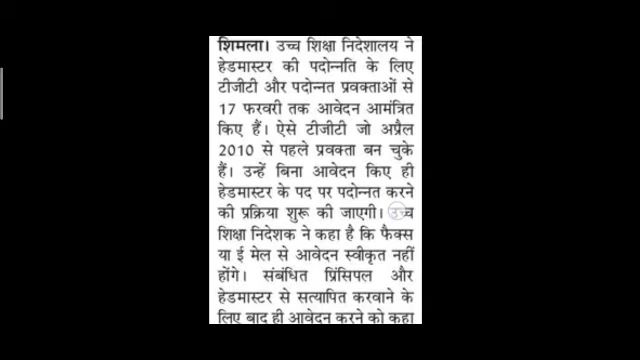 शिमला। उच्च शिक्षा निदेशालय ने
हेडमास्टर की पदोन्नति के लिए
टीजीटी और पदोन्नत प्रवक्ताओं से
17 फरवरी तक आवेदन आमंत्रित
किए हैं। ऐसे टीजीटी जो अप्रैल
2010 से पहले प्रवक्ता बन चुके
हैं। उन्हें बिना आवेदन किए ही
हेडमास्टर के पद पर पदोन्नत करने
की प्रक्रिया शुरू की जाएगी। उच्च
शिक्षा निदेशक ने कहा है कि फैक्स
या ई मेल से आवेदन स्वीकृत नहीं
होंगे। संबंधित प्रिंसिपल और
हेडमास्टर से सत्यापित करवाने के
लिए बाद ही आवेदन करने को कहा